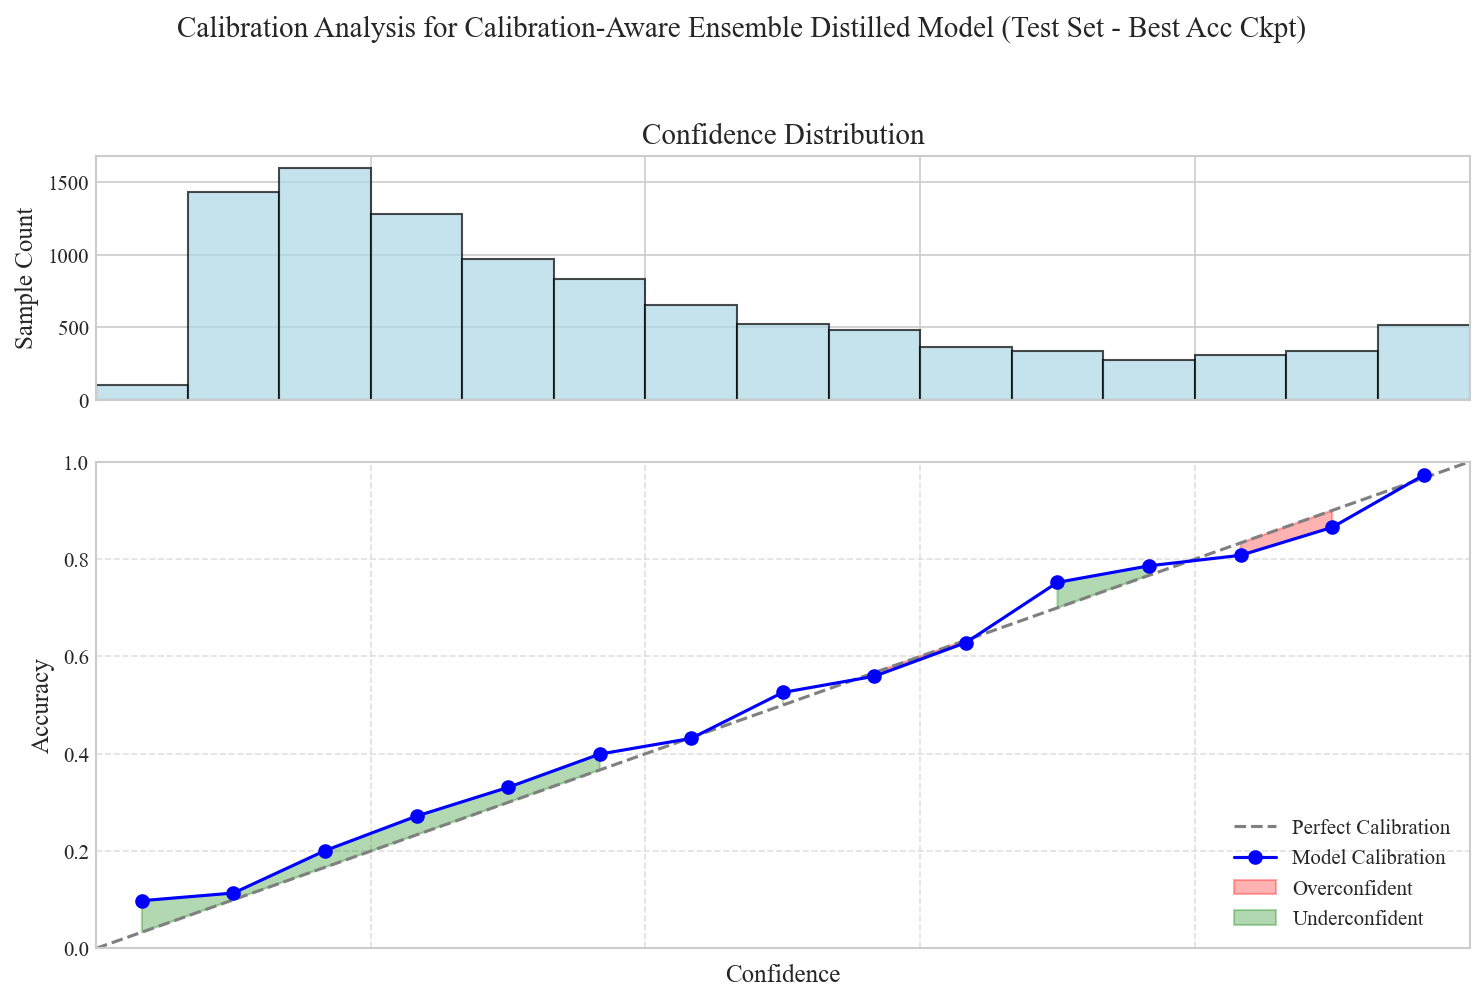 Calibration Analysis for Calibration-Aware Ensemble Distilled Model (Test Set - Best Acc Ckpt)
Confidence Distribution
Sample Count
1500
1000
500
0
Accuracy
1.0
0.8
0.6
0.4
0.2
0.0
Perfect Calibration
Model Calibration
Overconfident
Underconfident
Confidence